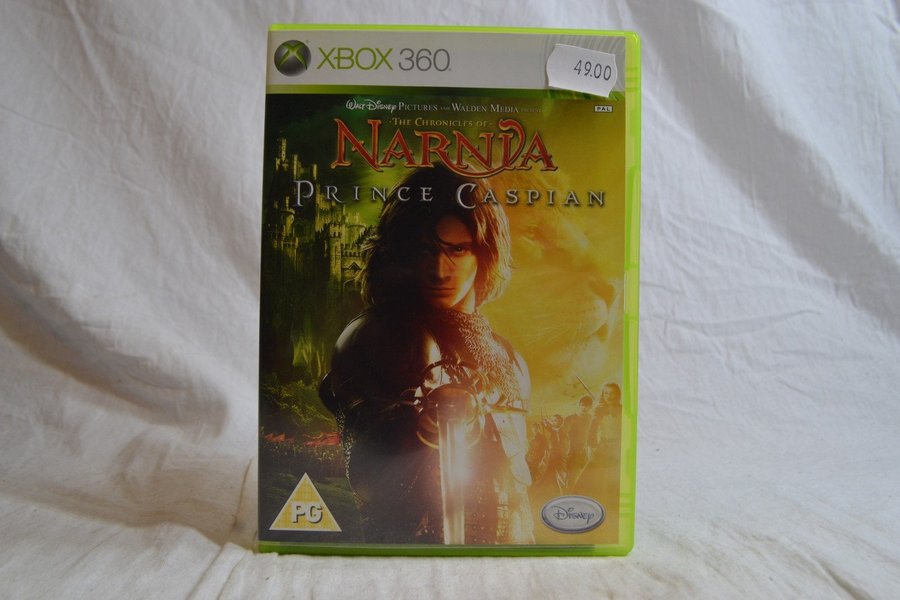 XBOX 360
49.00
PAL
WALT DISNEY PICTURES AND WALDEN MEDIA PRESENT
·THE CHRONICLES OF·
NARNIA
PRINCE CASPIAN
PG
DISNEY